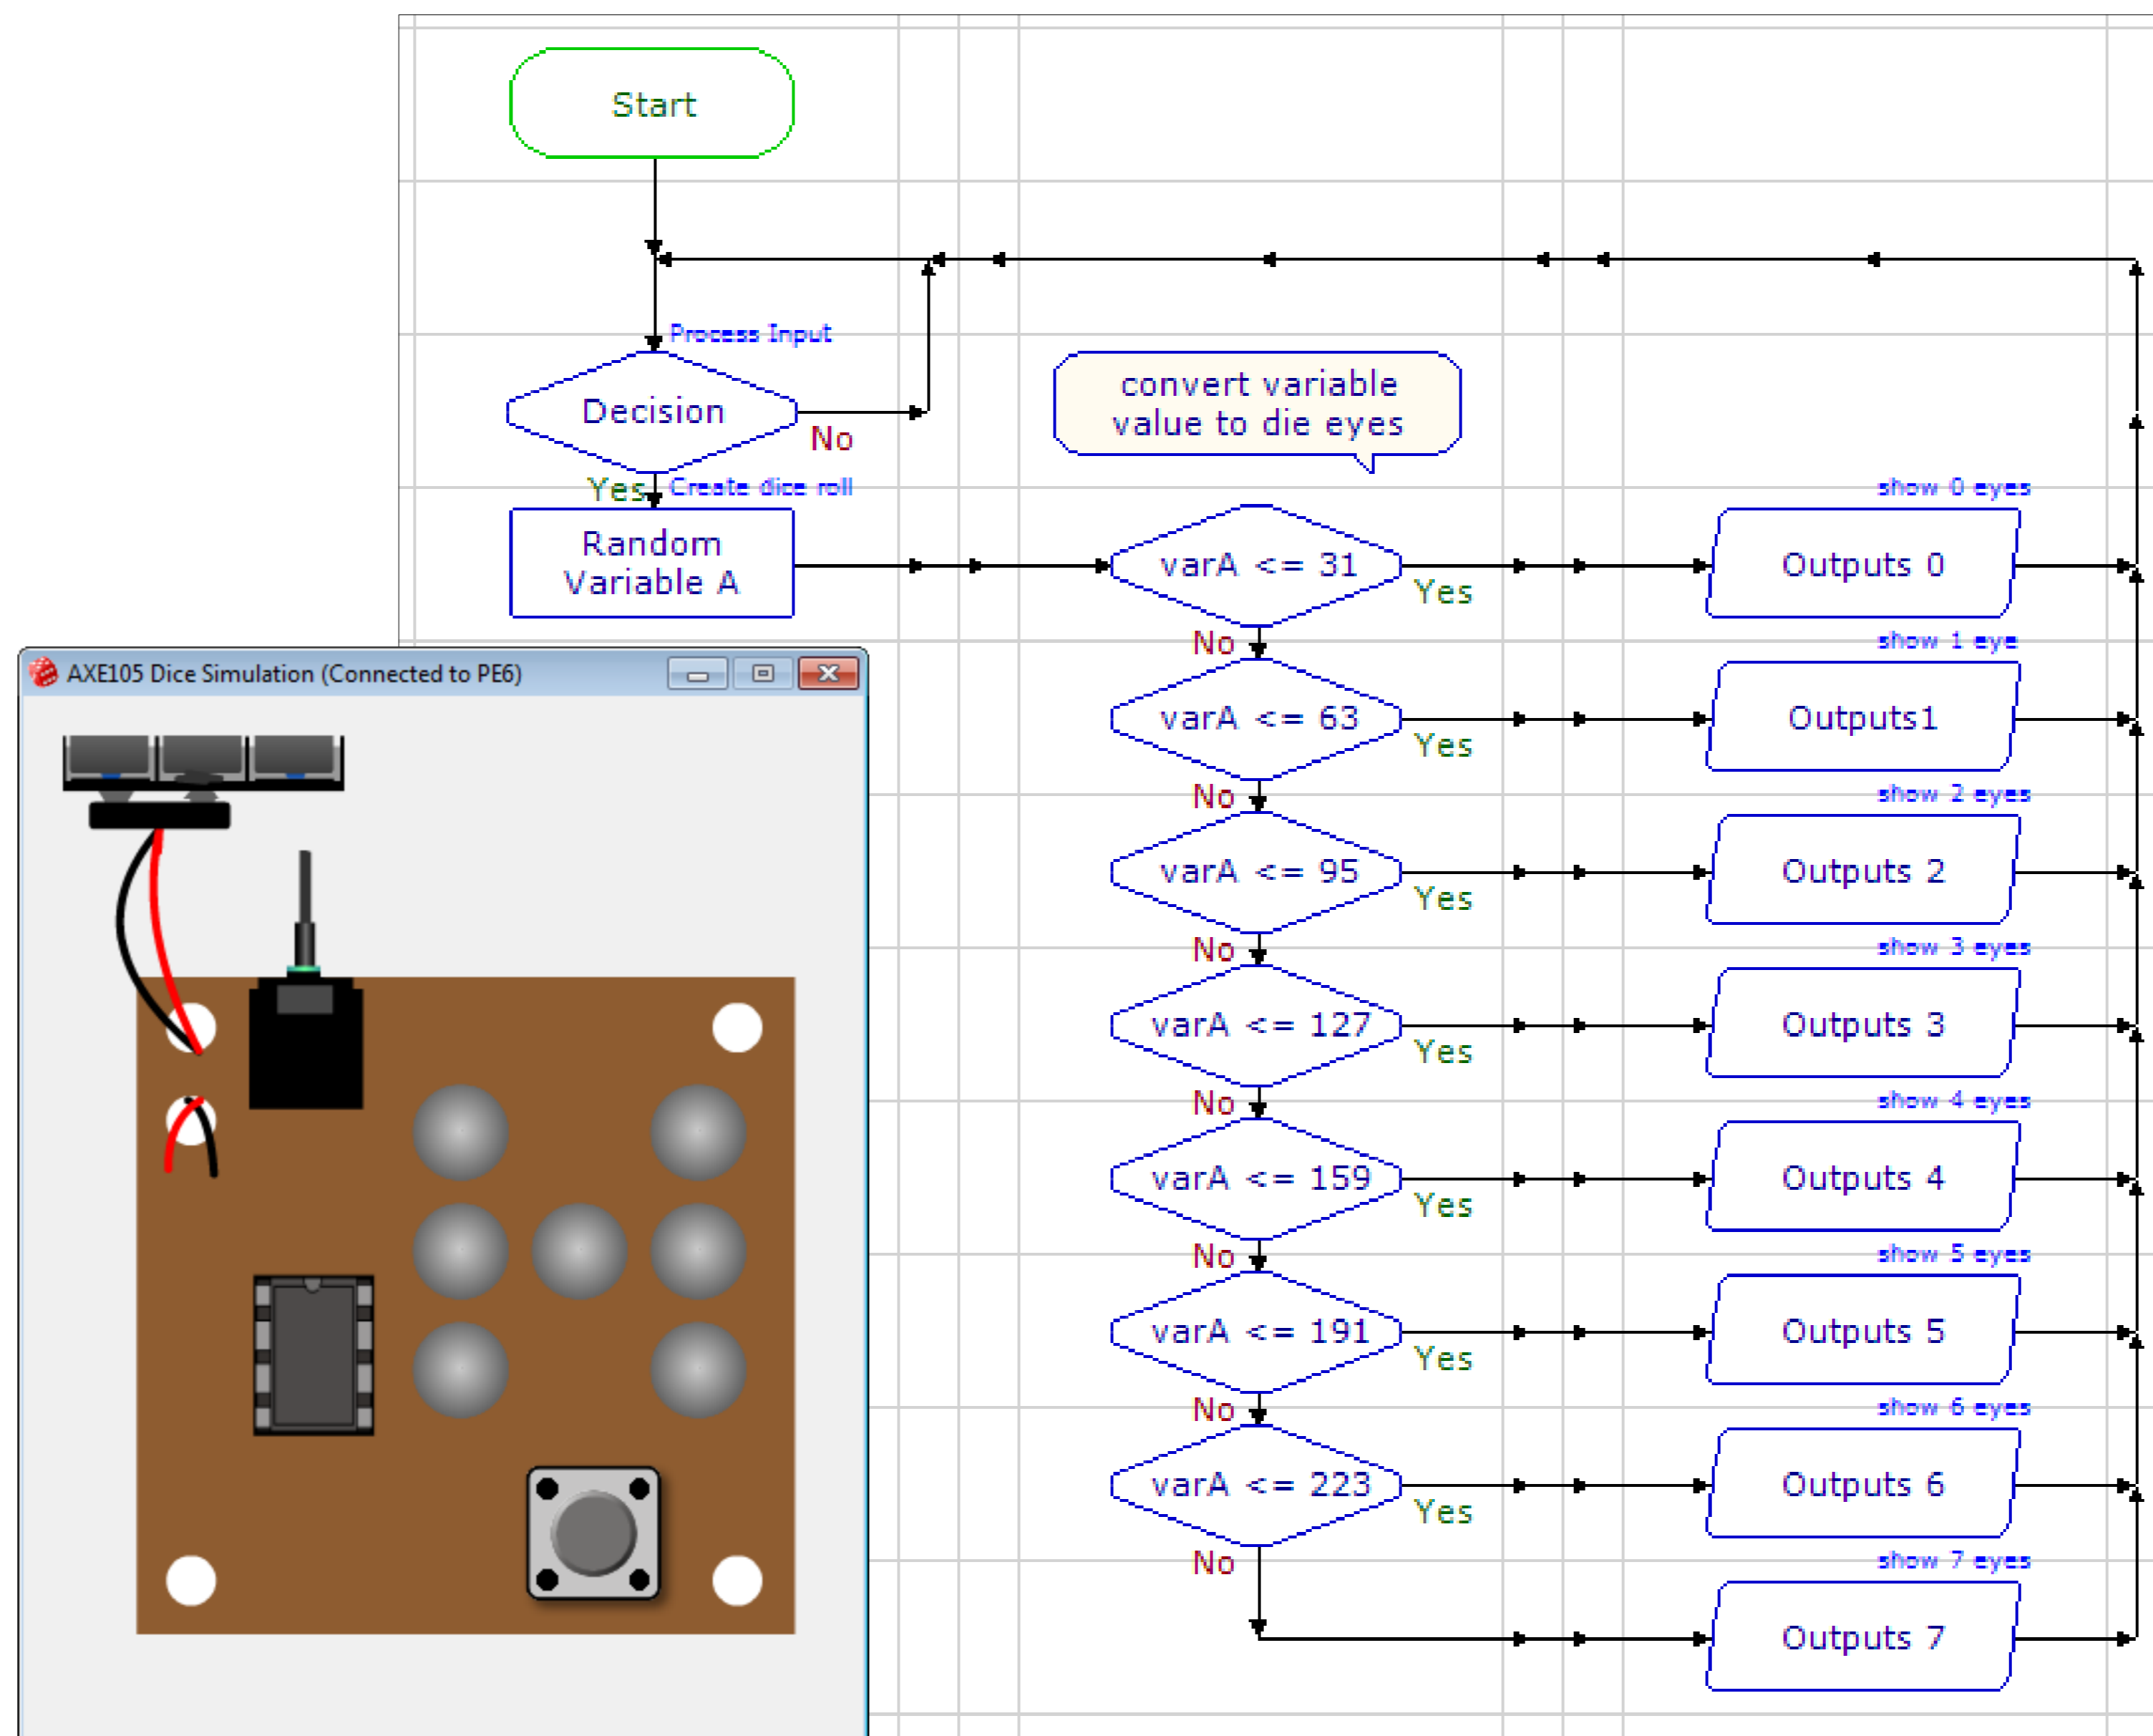 Start
Process Input
Decision
No
Yes
Create dice roll
Random
Variable A
convert variable
value to die eyes
show 0 eyes
varA <= 31
Yes
Outputs 0
No
show 1 eye
varA <= 63
Yes
Outputs1
No
show 2 eyes
varA <= 95
Yes
Outputs 2
No
show 3 eyes
varA <= 127
Yes
Outputs 3
No
show 4 eyes
varA <= 159
Yes
Outputs 4
No
show 5 eyes
varA <= 191
Yes
Outputs 5
No
show 6 eyes
varA <= 223
Yes
Outputs 6
No
show 7 eyes
Outputs 7
AXE105 Dice Simulation (Connected to PE6)